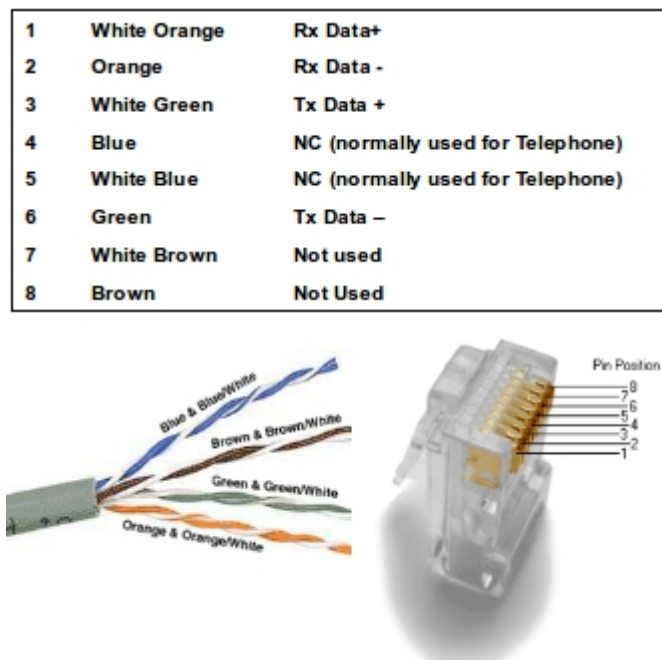 1 White Orange Rx Data+
2 Orange Rx Data -
3 White Green Tx Data +
4 Blue NC (normally used for Telephone)
5 White Blue NC (normally used for Telephone)
6 Green Tx Data –
7 White Brown Not used
8 Brown Not Used
Blue & Blue/White
Brown & Brown/White
Green & Green/White
Orange & Orange/White
Pin Position
8
7
6
5
4
3
2
1